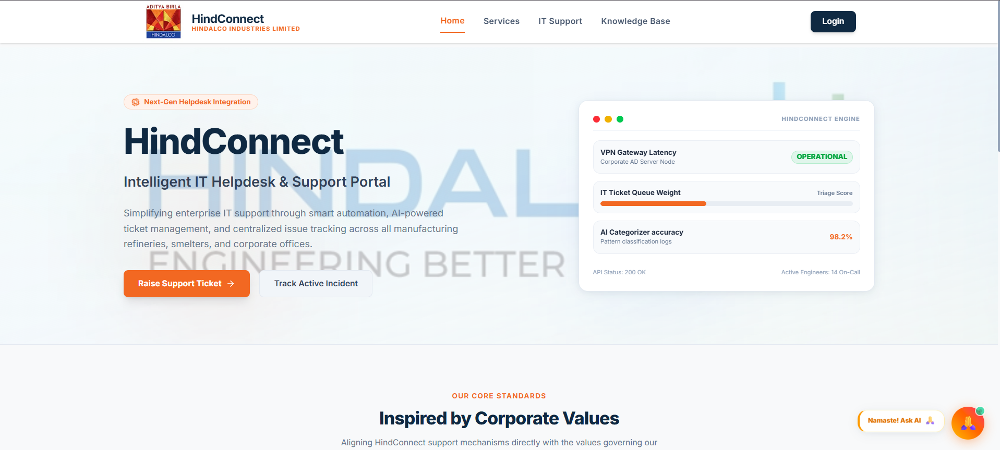 ADITYA BIRLA
HINDALCO
HindConnect
HINDALCO INDUSTRIES LIMITED
Home
Services
IT Support
Knowledge Base
Login
Next-Gen Helpdesk Integration
HindConnect
HINDAL
Intelligent IT Helpdesk & Support Portal
Simplifying enterprise IT support through smart automation, AI-powered
ticket management, and centralized issue tracking across all manufacturing
refineries, smelters, and corporate offices.
ENGINEERING BETTER
Raise Support Ticket →
Track Active Incident
HINDCONNECT ENGINE
VPN Gateway Latency
Corporate AD Server Node
OPERATIONAL
IT Ticket Queue Weight
Triage Score
AI Categorizer accuracy
Pattern classification logs
98.2%
API Status: 200 OK
Active Engineers: 14 On-Call
OUR CORE STANDARDS
Inspired by Corporate Values
Aligning HindConnect support mechanisms directly with the values governing our
Namaste! Ask AI 🙏